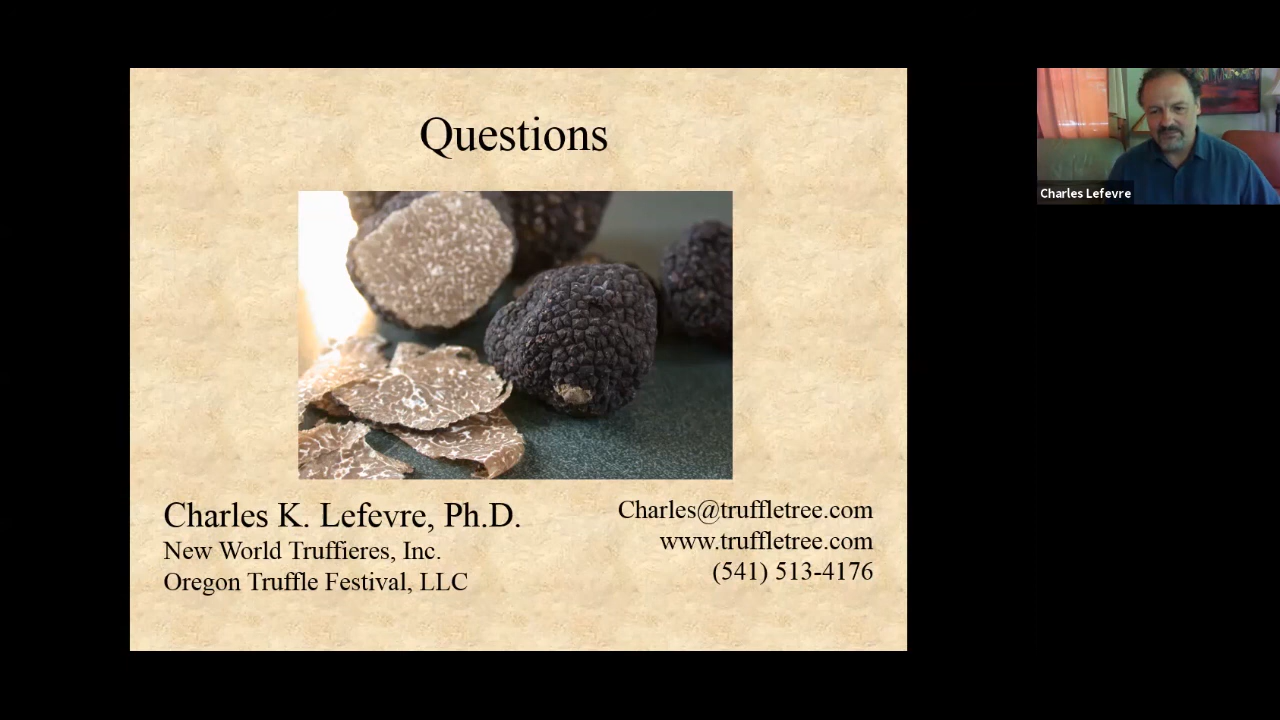 Questions
Charles K. Lefevre, Ph.D.
New World Truffieres, Inc.
Oregon Truffle Festival, LLC
Charles@truffletree.com
www.truffletree.com
(541) 513-4176
Charles Lefevre